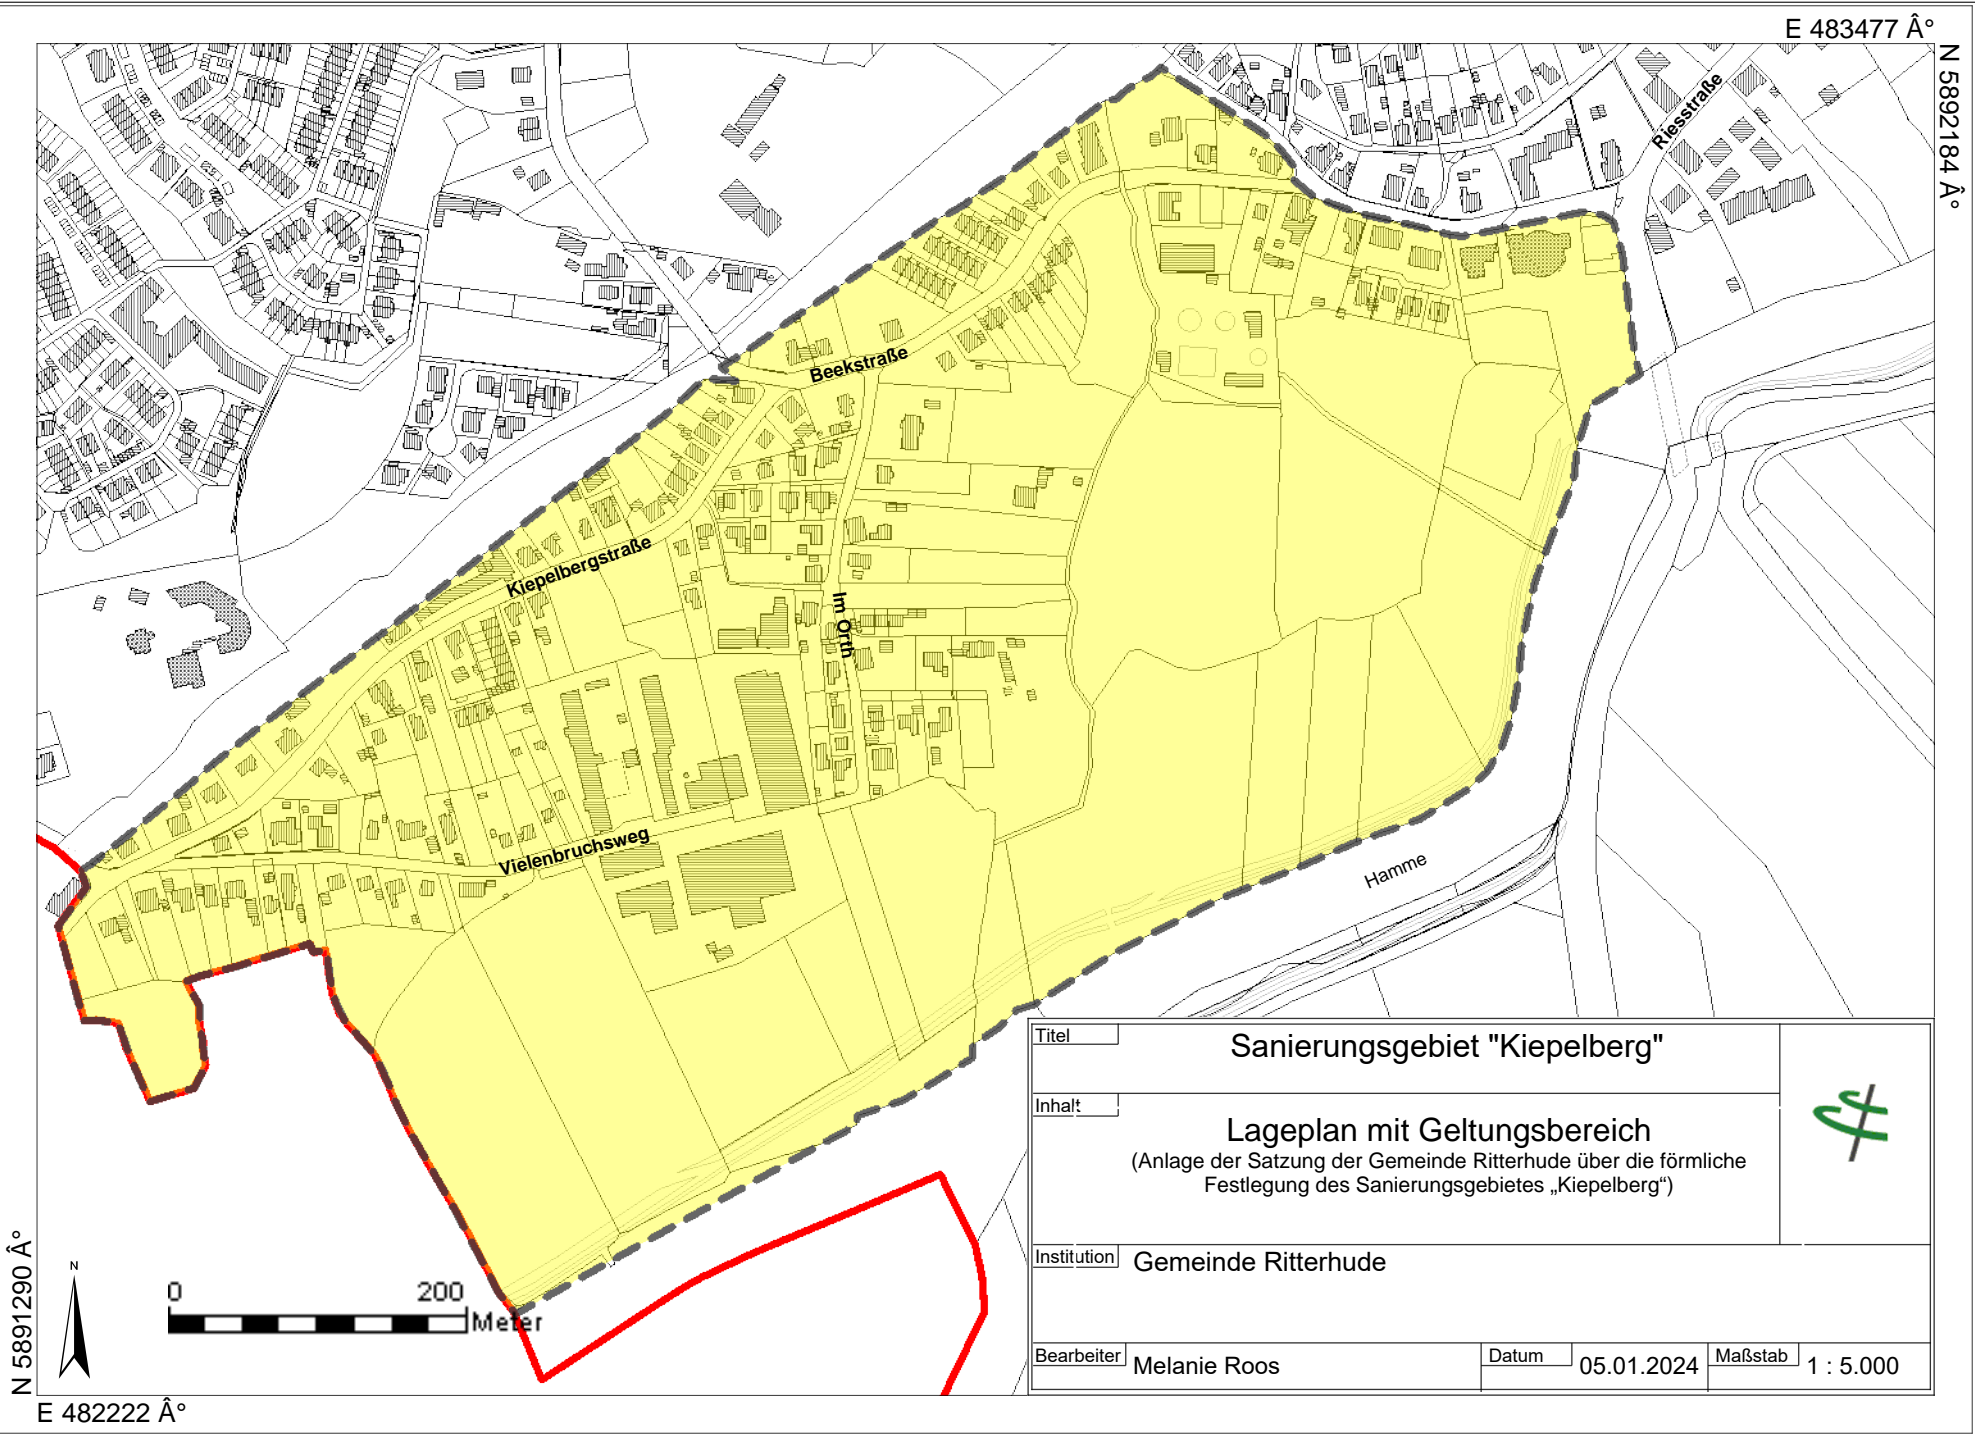 E 483477 Â°
N 5892184 Â°
Riesstraße
Beekstraße
Kiepelbergstraße
Im Orth
Vielenbruchsweg
Hamme
N 5891290 Â°
E 482222 Â°
N
0 200
Meter
Titel
Sanierungsgebiet "Kiepelberg"
Inhalt
Lageplan mit Geltungsbereich
(Anlage der Satzung der Gemeinde Ritterhude über die förmliche
Festlegung des Sanierungsgebietes „Kiepelberg“)
Institution Gemeinde Ritterhude
Bearbeiter Melanie Roos Datum 05.01.2024 Maßstab 1 : 5.000